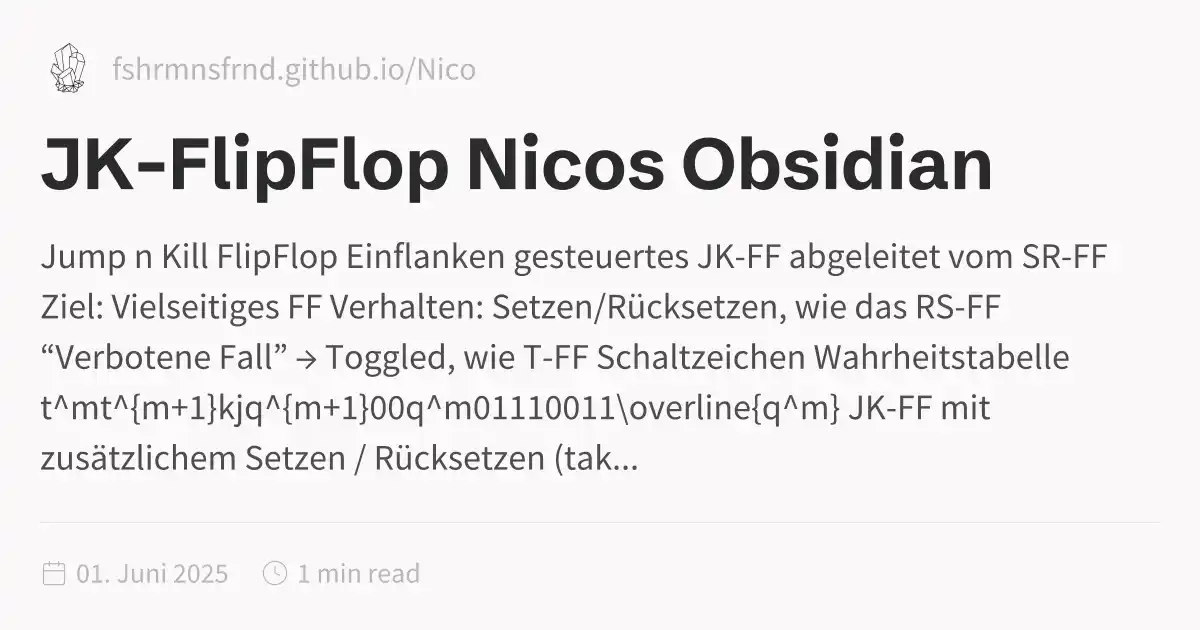 fshrmnsfrnd.github.io/Nico
JK-FlipFlop Nicos Obsidian
Jump n Kill FlipFlop Einflanken gesteuertes JK-FF abgeleitet vom SR-FF
Ziel: Vielseitiges FF Verhalten: Setzen/Rücksetzen, wie das RS-FF
“Verbotene Fall” → Toggled, wie T-FF Schaltzeichen Wahrheitstabelle
t^mt^{m+1}kjq^{m+1}00q^m01110011\overline{q^m} JK-FF mit
zusätzlichem Setzen / Rücksetzen (tak...
01. Juni 2025 1 min read